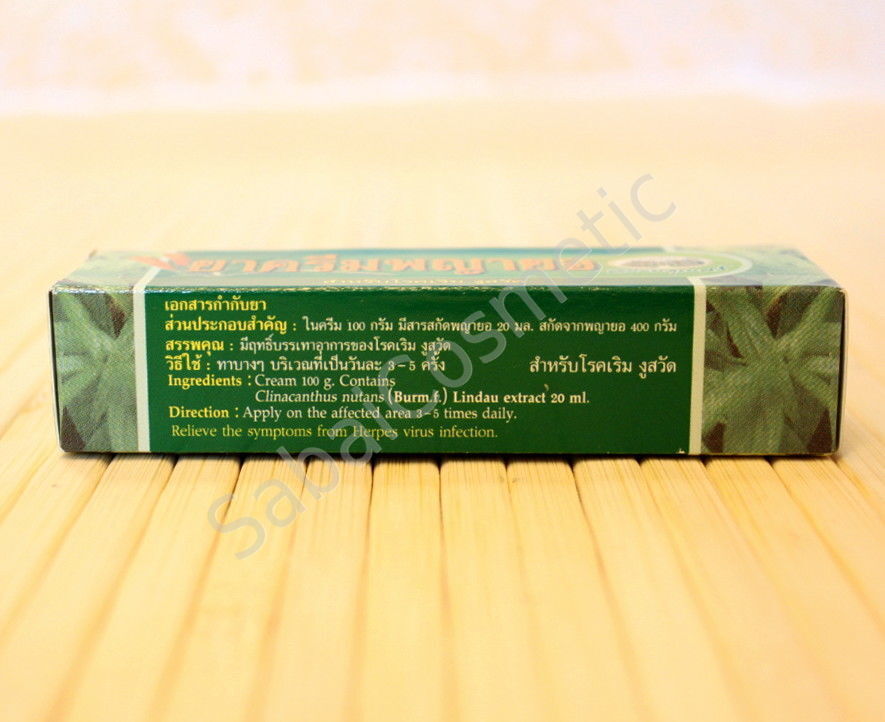 ยาครีมพญายอ
เอกสารกำกับยา
ส่วนประกอบสำคัญ : ในครีม 100 กรัม มีสารสกัดพญายอ 20 มล. สกัดจากพญายอ 400 กรัม
สรรพคุณ : มีฤทธิ์บรรเทาอาการของโรคเริม งูสวัด
วิธีใช้ : ทาบางๆ บริเวณที่เป็นวันละ 3-5 ครั้ง สำหรับโรคเริม งูสวัด
Ingredients : Cream 100 g. Contains
Clinacanthus nutans (Burm.f.) Lindau extract 20 ml.
Direction : Apply on the affected area 3-5 times daily.
Relieve the symptoms from Herpes virus infection.
SabaiCosmetic